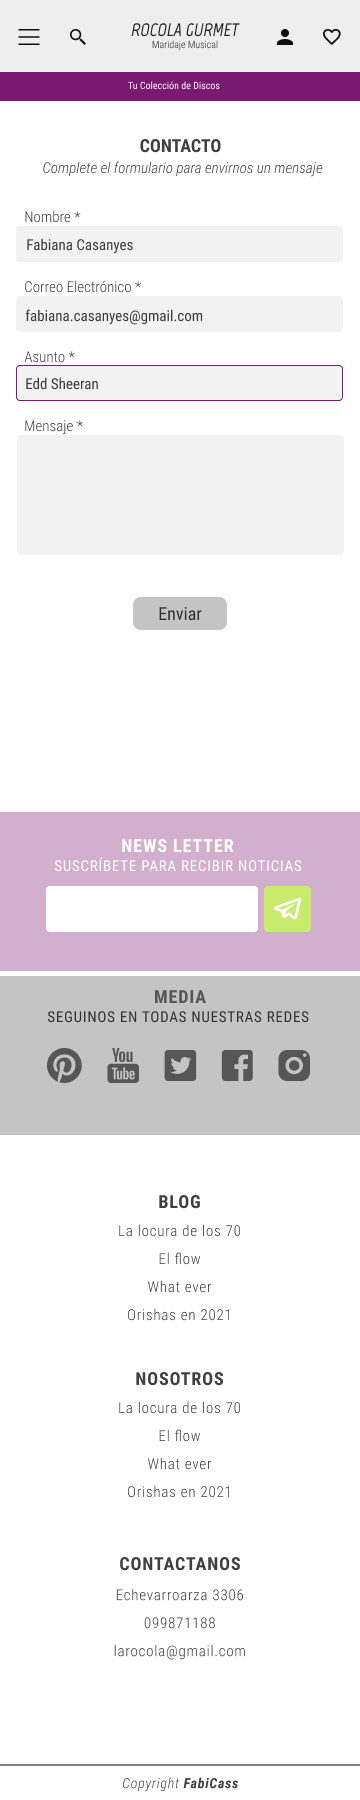 ROCOLA GURMET
Maridaje Musical
Tu Colección de Discos
CONTACTO
Complete el formulario para envirnos un mensaje
Nombre *
Fabiana Casanyes
Correo Electrónico *
fabiana.casanyes@gmail.com
Asunto *
Edd Sheeran
Mensaje *
Enviar
NEWS LETTER
SUSCRÍBETE PARA RECIBIR NOTICIAS
MEDIA
SEGUINOS EN TODAS NUESTRAS REDES
You
Tube
BLOG
La locura de los 70
El flow
What ever
Orishas en 2021
NOSOTROS
La locura de los 70
El flow
What ever
Orishas en 2021
CONTACTANOS
Echevarroarza 3306
099871188
larocola@gmail.com
Copyright FabiCass